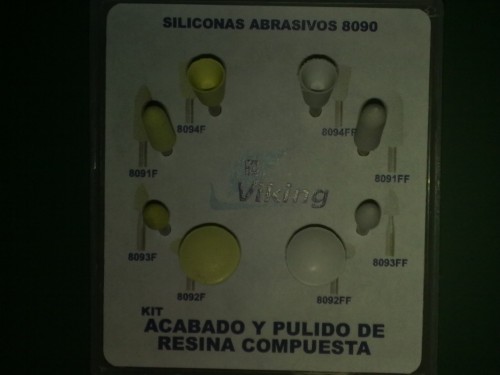 SILICONAS ABRASIVOS 8090
8094F
8094FF
8091F
8091FF
Viking
8093F
8093FF
8092F
8092FF
KIT
ACABADO Y PULIDO DE
RESINA COMPUESTA